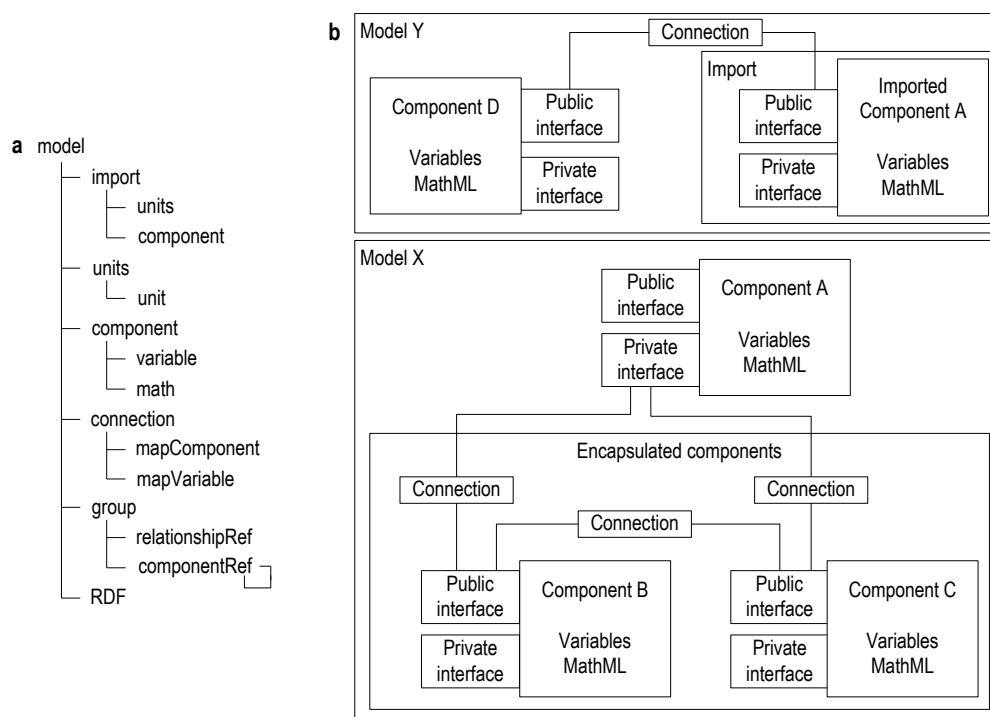 a model
import
units
component
units
unit
component
variable
math
connection
mapComponent
mapVariable
group
relationshipRef
componentRef
RDF
b
Model Y
Connection
Import
Component D
Variables
MathML
Public
interface
Private
interface
Public
interface
Private
interface
Imported
Component A
Variables
MathML
Model X
Public
interface
Private
interface
Component A
Variables
MathML
Encapsulated components
Connection
Connection
Connection
Public
interface
Private
interface
Component B
Variables
MathML
Public
interface
Private
interface
Component C
Variables
MathML